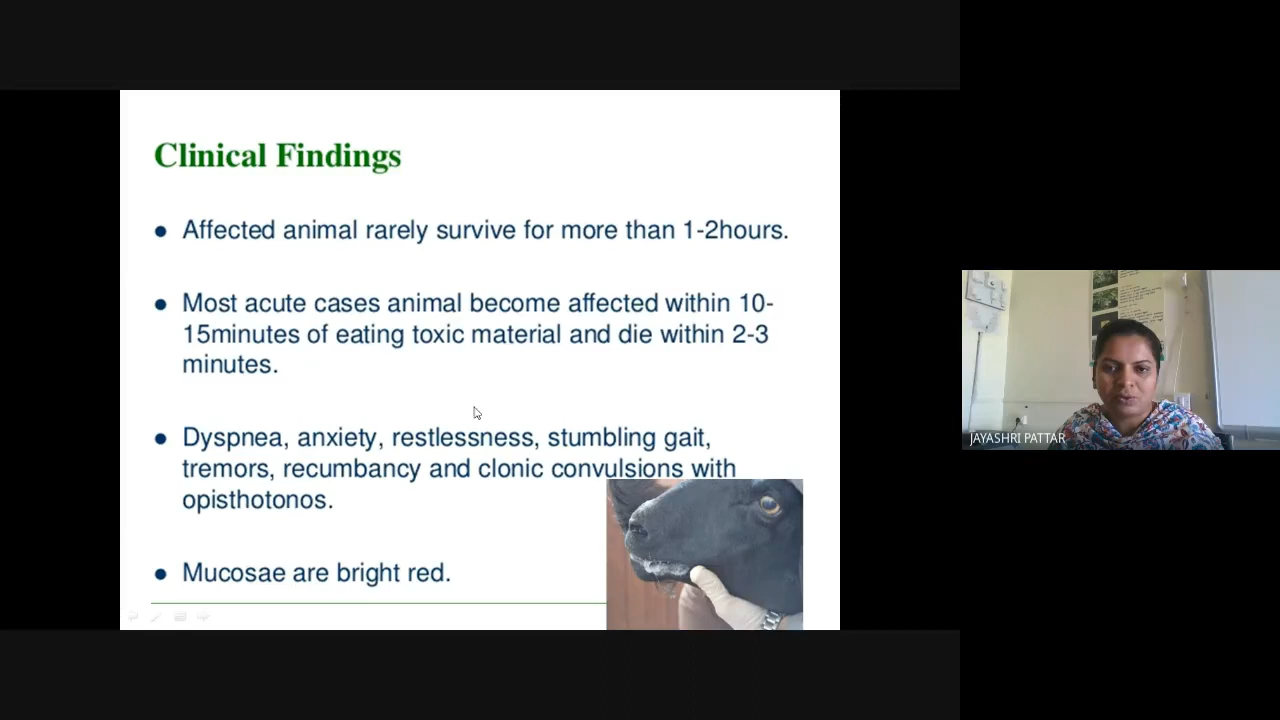 Clinical Findings
● Affected animal rarely survive for more than 1-2hours.
● Most acute cases animal become affected within 10-
15minutes of eating toxic material and die within 2-3
minutes.
● Dyspnea, anxiety, restlessness, stumbling gait,
tremors, recumbancy and clonic convulsions with
opisthotonos.
● Mucosae are bright red.
JAYASHRI PATTAR